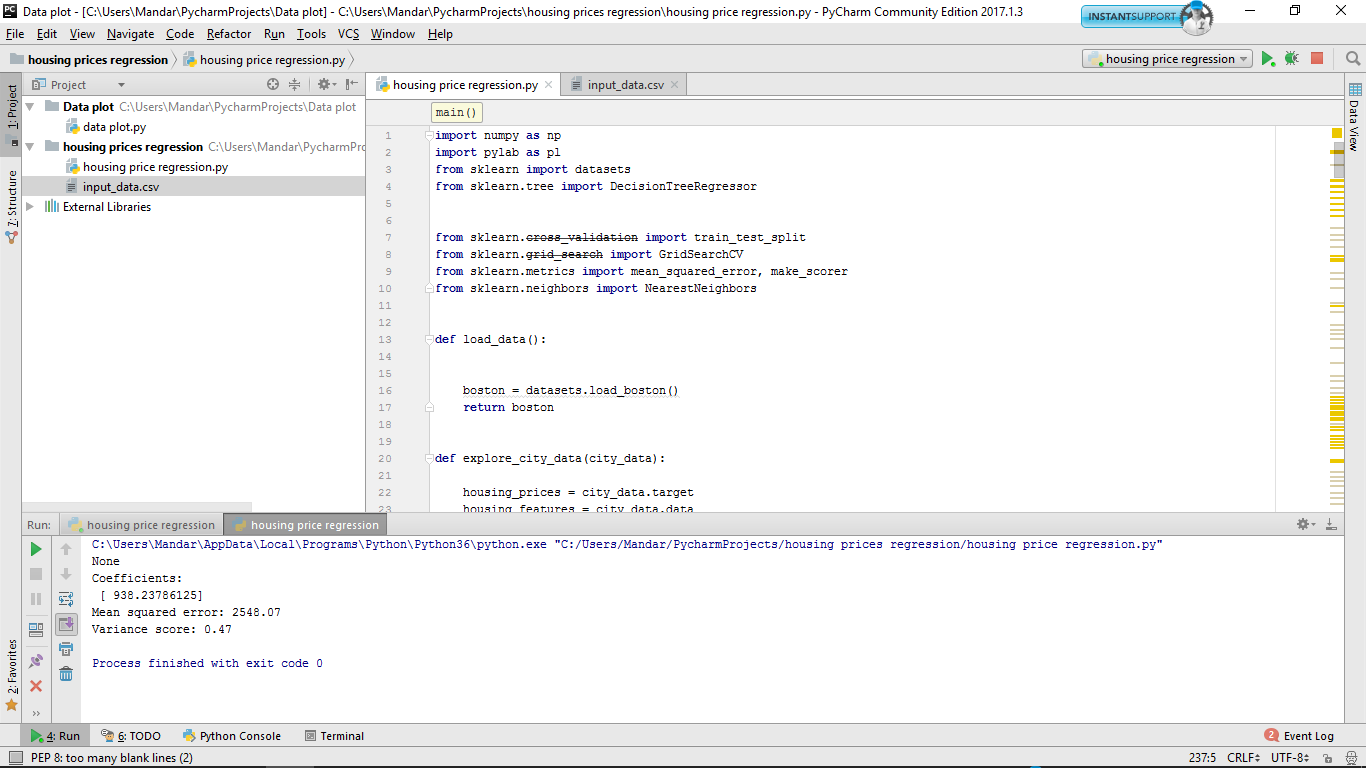 Data plot - [C:\Users\Mandar\PycharmProjects\Data plot] - C:\Users\Mandar\PycharmProjects\housing prices regression\housing price regression.py - PyCharm Community Edition 2017.1.3
INSTANTSUPPORT
File Edit View Navigate Code Refactor Run Tools VCS Window Help
housing prices regression housing price regression.py
housing price regression
Project
housing price regression.py
input_data.csv
1: Project
7: Structure
2: Favorites
Data plot C:\Users\Mandar\PycharmProjects\Data plot
data plot.py
housing prices regression C:\Users\Mandar\PycharmPro
housing price regression.py
input_data.csv
External Libraries
main()
1 import numpy as np
2 import pylab as pl
3 from sklearn import datasets
4 from sklearn.tree import DecisionTreeRegressor
5
6
7 from sklearn.cross_validation import train_test_split
8 from sklearn.grid_search import GridSearchCV
9 from sklearn.metrics import mean_squared_error, make_scorer
10 from sklearn.neighbors import NearestNeighbors
11
12
13 def load_data():
14
15
16 boston = datasets.load_boston()
17 return boston
18
19
20 def explore_city_data(city_data):
21
22 housing_prices = city_data.target
23 housing_features = city_data.data
Data View
Run: housing price regression housing price regression
C:\Users\Mandar\AppData\Local\Programs\Python\Python36\python.exe "C:/Users/Mandar/PycharmProjects/housing prices regression/housing price regression.py"
None
Coefficients:
[ 938.23786125]
Mean squared error: 2548.07
Variance score: 0.47
Process finished with exit code 0
4: Run 6: TODO Python Console Terminal 2 Event Log
PEP 8: too many blank lines (2) 237:5 CRLF UTF-8